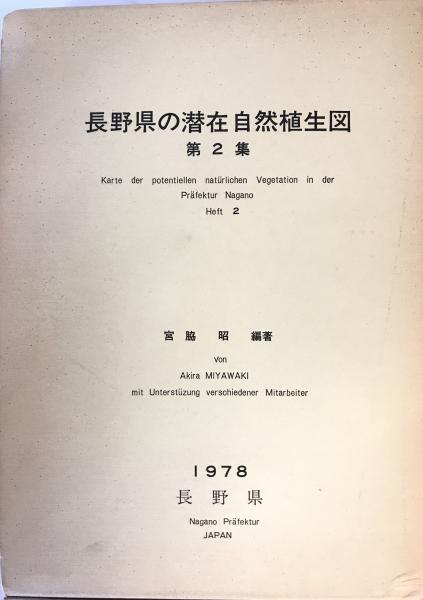 長野県の潜在自然植生図
第2集
Karte der potentiellen natürlichen Vegetation in der
Präfektur Nagano
Heft 2
宮脇 昭 編著
von
Akira MIYAWAKI
mit Unterstüzung verschiedener Mitarbeiter
1978
長野県
Nagano Präfektur
JAPAN